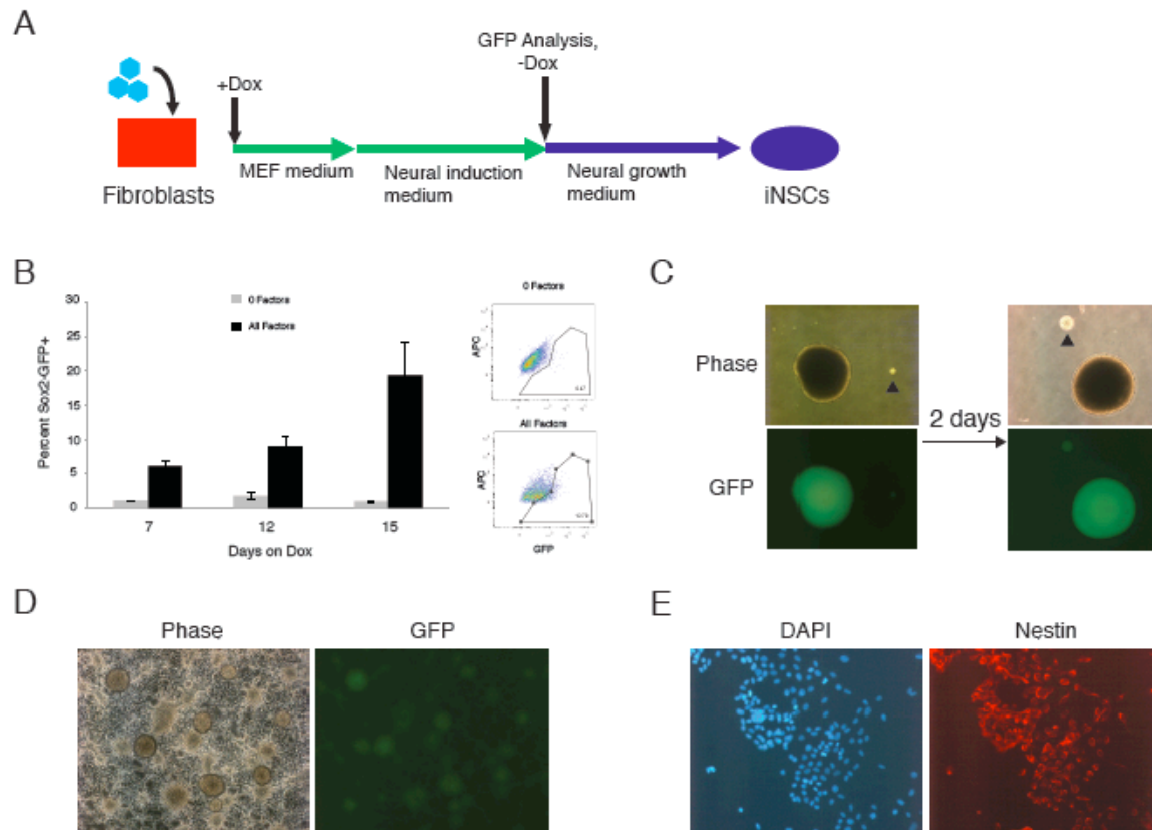 A
GFP Analysis,
-Dox
+Dox
MEF medium
Neural induction
medium
Neural growth
medium
Fibroblasts
iNSCs
B
30
25
20
15
10
5
0
Percent Sox2-GFP+
0 Factors
All Factors
7
12
15
Days on Dox
0 Factors
APC
All Factors
APC
GFP
C
Phase
2 days
GFP
D
Phase
GFP
E
DAPI
Nestin